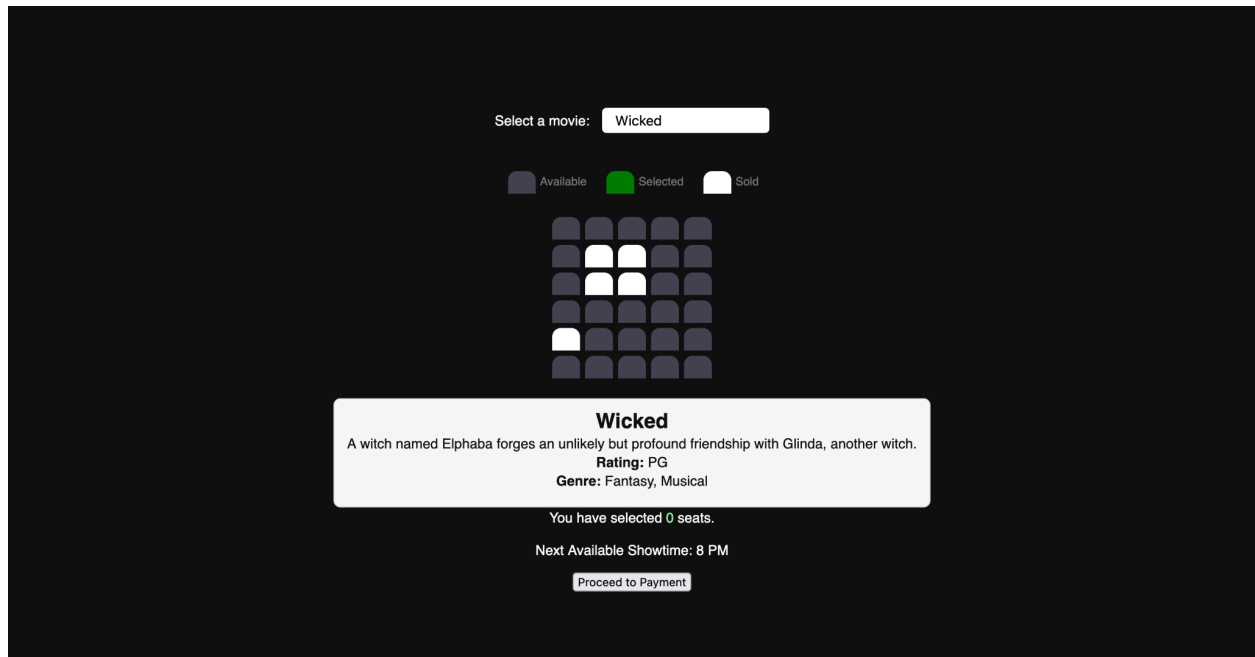 Select a movie: Wicked
Available Selected Sold
Wicked
A witch named Elphaba forges an unlikely but profound friendship with Glinda, another witch.
Rating: PG
Genre: Fantasy, Musical
You have selected 0 seats.
Next Available Showtime: 8 PM
Proceed to Payment